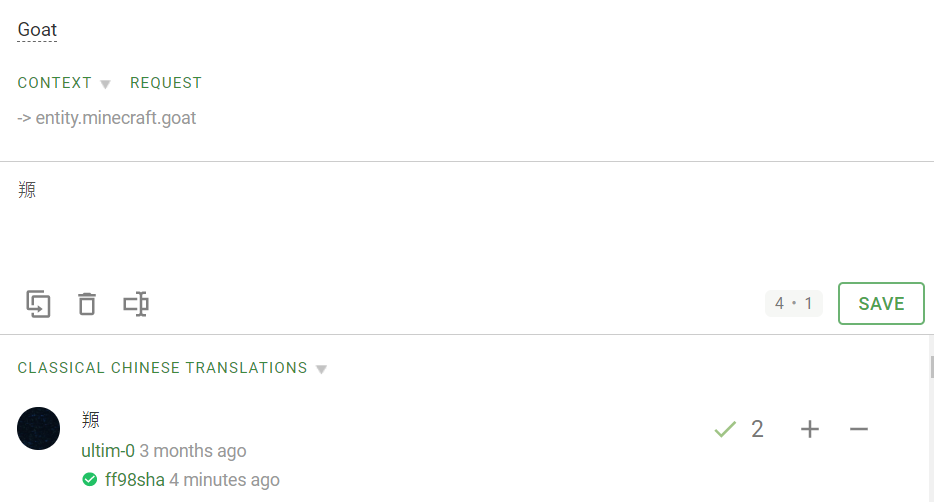 Goat
CONTEXT REQUEST
-> entity.minecraft.goat
羱
4 • 1 SAVE
CLASSICAL CHINESE TRANSLATIONS
羱
2
ultim-0 3 months ago
ff98sha 4 minutes ago